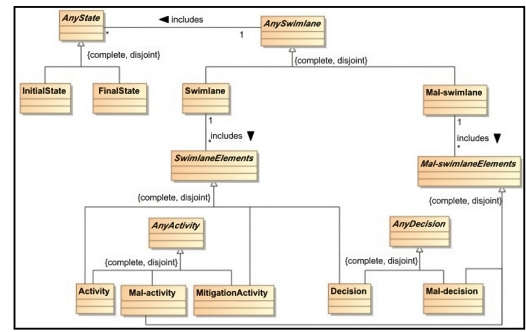 AnyState
◄ includes
AnySwimlane
*
1
{complete, disjoint}
{complete, disjoint}
InitialState
FinalState
Swimlane
Mal-swimlane
1
1
includes ▼
includes ▼
*
*
SwimlaneElements
Mal-swimlaneElements
{complete, disjoint}
{complete, disjoint}
AnyActivity
AnyDecision
{complete, disjoint}
{complete, disjoint}
Activity
Mal-activity
MitigationActivity
Decision
Mal-decision